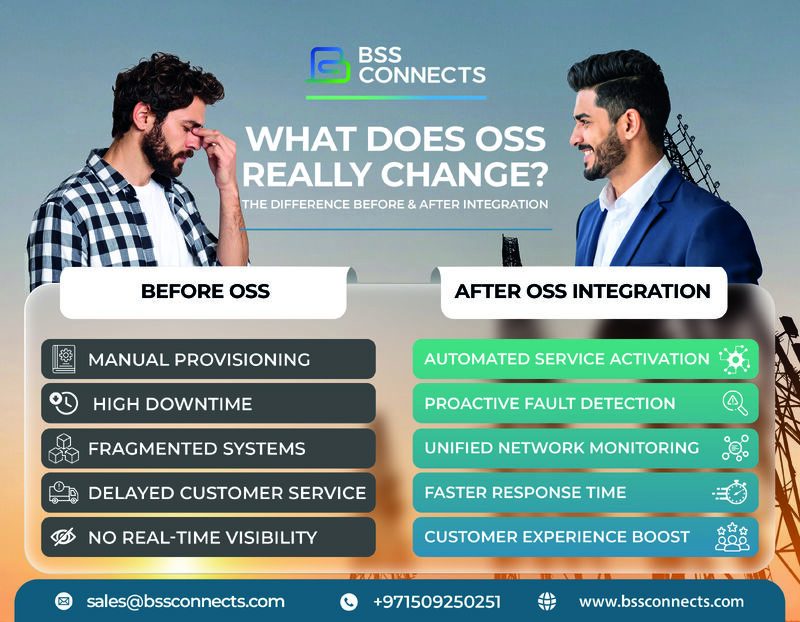 BSS
CONNECTS
WHAT DOES OSS
REALLY CHANGE?
THE DIFFERENCE BEFORE & AFTER INTEGRATION
BEFORE OSS
MANUAL PROVISIONING
HIGH DOWNTIME
FRAGMENTED SYSTEMS
DELAYED CUSTOMER SERVICE
NO REAL-TIME VISIBILITY
AFTER OSS INTEGRATION
AUTOMATED SERVICE ACTIVATION
PROACTIVE FAULT DETECTION
UNIFIED NETWORK MONITORING
FASTER RESPONSE TIME
CUSTOMER EXPERIENCE BOOST
sales@bssconnects.com
+971509250251
www.bssconnects.com